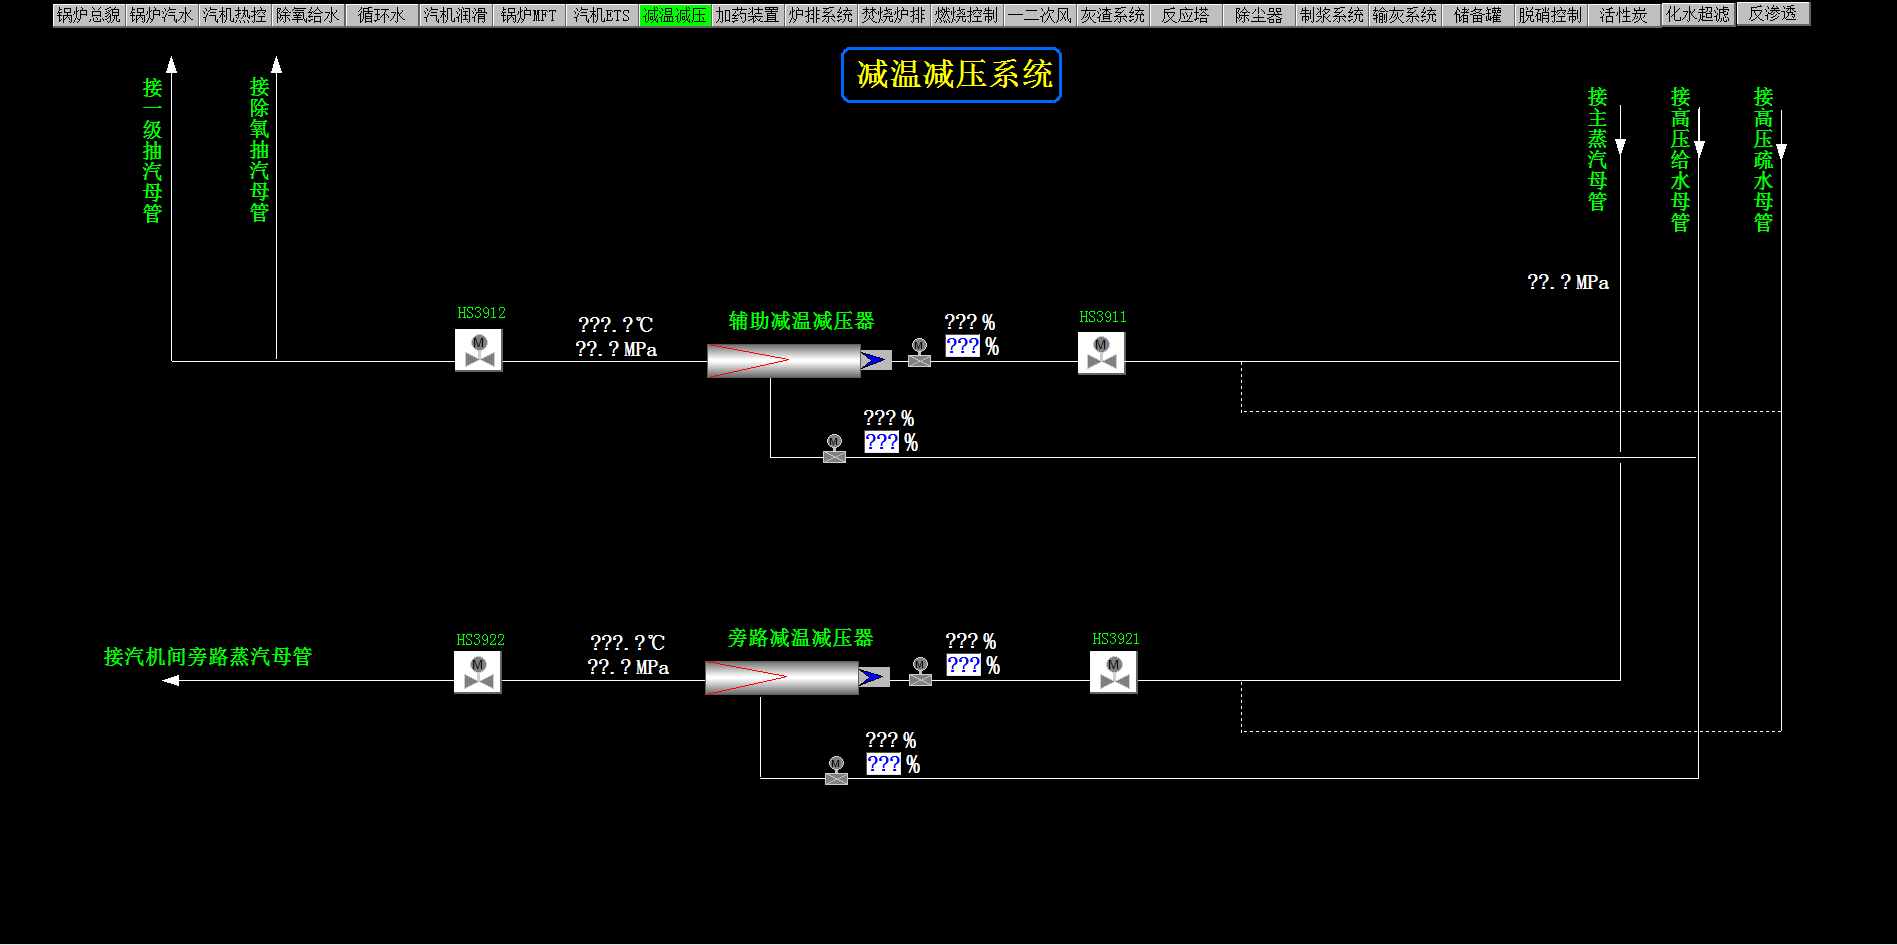 锅炉总貌 锅炉汽水 汽机热控 除氧给水 循环水 汽机润滑 锅炉MFT 汽机ETS 减温减压 加药装置 炉排系统 焚烧炉排 燃烧控制 一二次风 灰渣系统 反应塔 除尘器 制浆系统 输灰系统 储备罐 脱硝控制 活性炭 化水超滤 反渗透
减温减压系统
接一级抽汽母管
接除氧抽汽母管
接主蒸汽母管
接高压给水母管
接高压疏水母管
??.?MPa
HS3912
???.?℃
??.?MPa
辅助减温减压器
???%
???%
HS3911
???%
???%
接汽机间旁路蒸汽母管
HS3922
???.?℃
??.?MPa
旁路减温减压器
???%
???%
HS3921
???%
???%